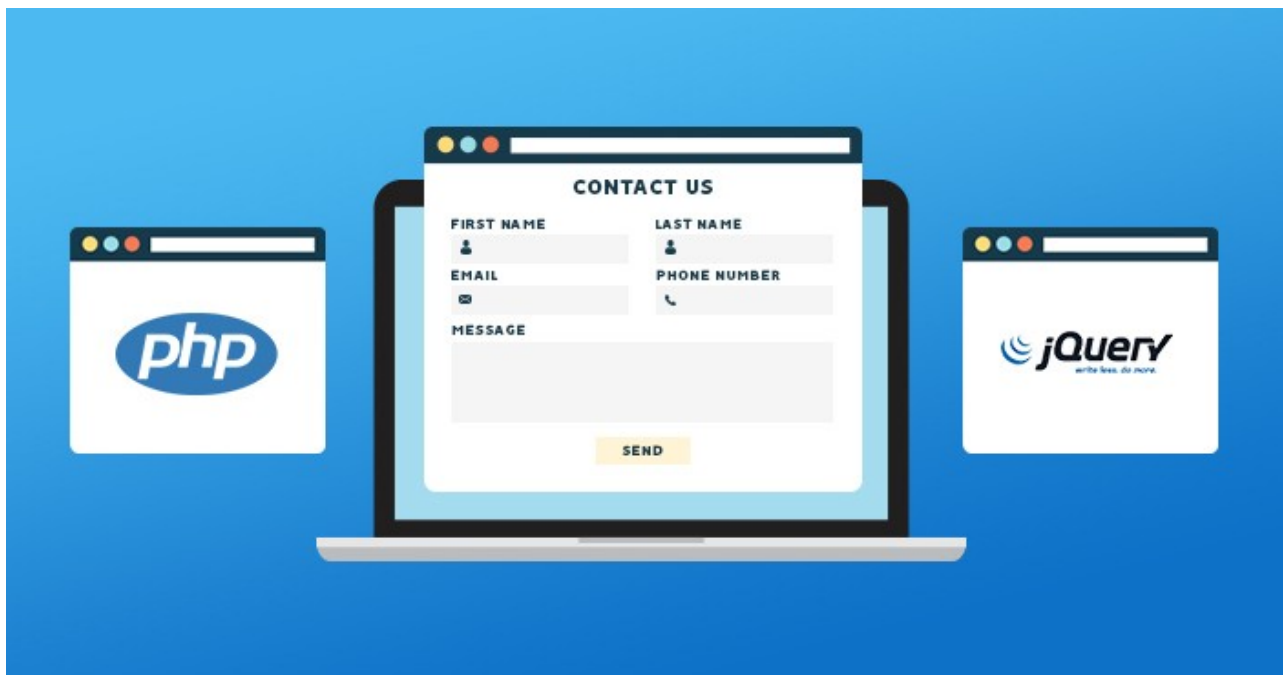 CONTACT US
FIRST NAME
LAST NAME
EMAIL
PHONE NUMBER
MESSAGE
SEND
php
jQuery
write less. do more.